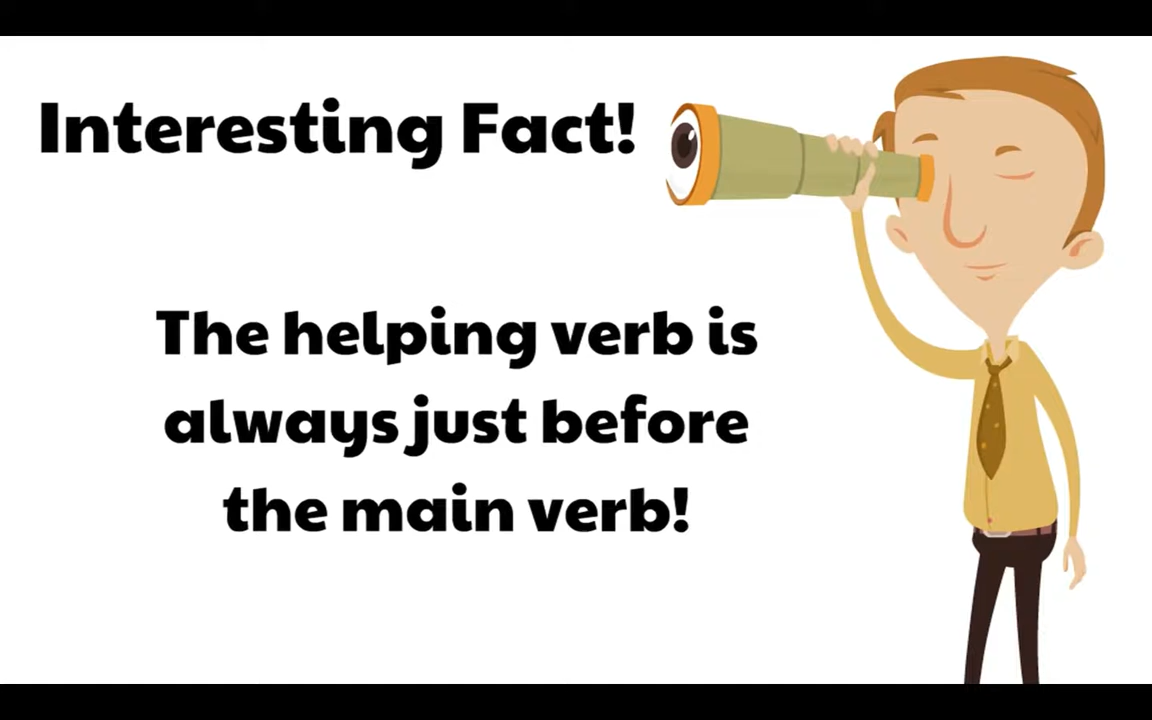 Interesting Fact!
The helping verb is
always just before
the main verb!